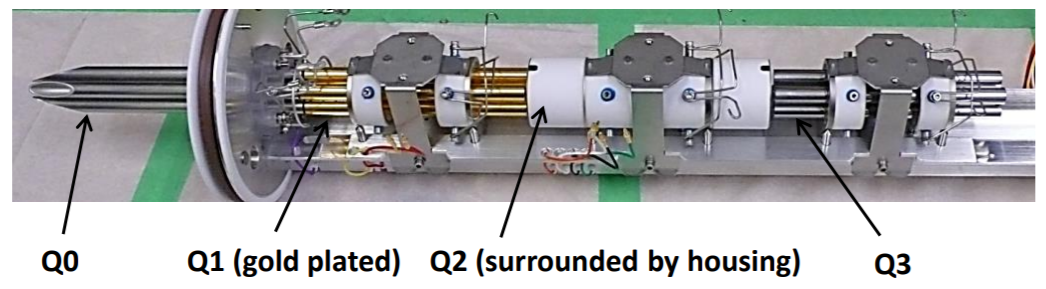 Q0
Q1 (gold plated)
Q2 (surrounded by housing)
Q3